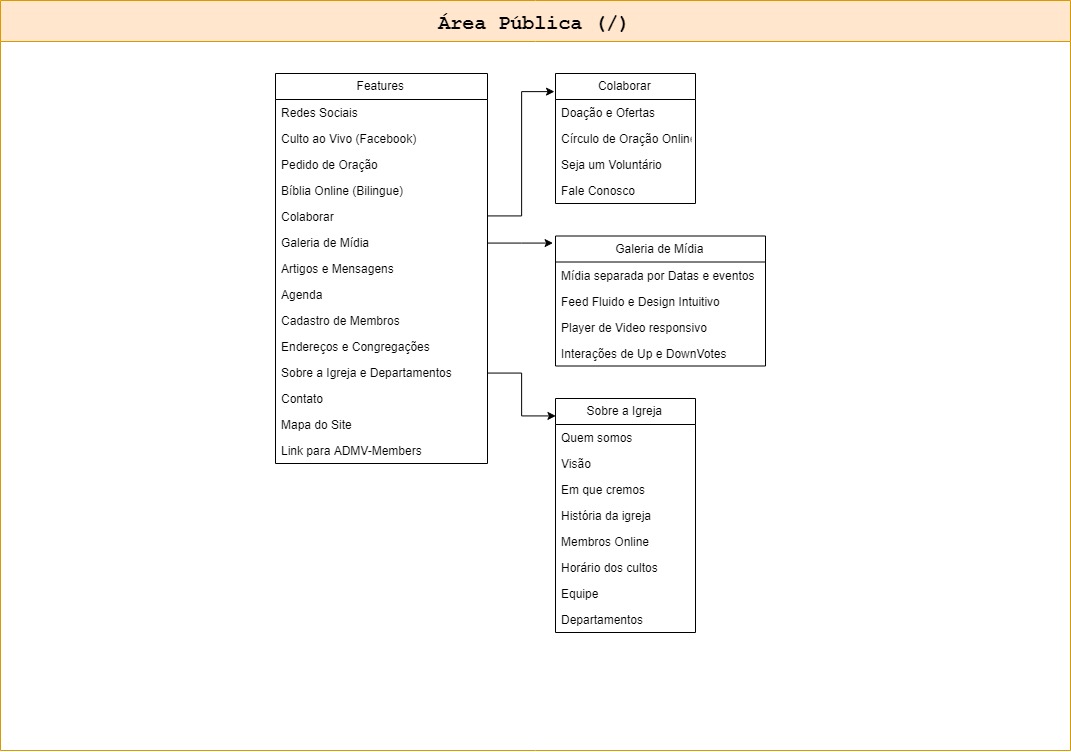 Área Pública (/)
Features
Redes Sociais
Culto ao Vivo (Facebook)
Pedido de Oração
Bíblia Online (Bilingue)
Colaborar
Galeria de Mídia
Artigos e Mensagens
Agenda
Cadastro de Membros
Endereços e Congregações
Sobre a Igreja e Departamentos
Contato
Mapa do Site
Link para ADMV-Members
Colaborar
Doação e Ofertas
Círculo de Oração Online
Seja um Voluntário
Fale Conosco
Galeria de Mídia
Mídia separada por Datas e eventos
Feed Fluido e Design Intuitivo
Player de Video responsivo
Interações de Up e DownVotes
Sobre a Igreja
Quem somos
Visão
Em que cremos
História da igreja
Membros Online
Horário dos cultos
Equipe
Departamentos